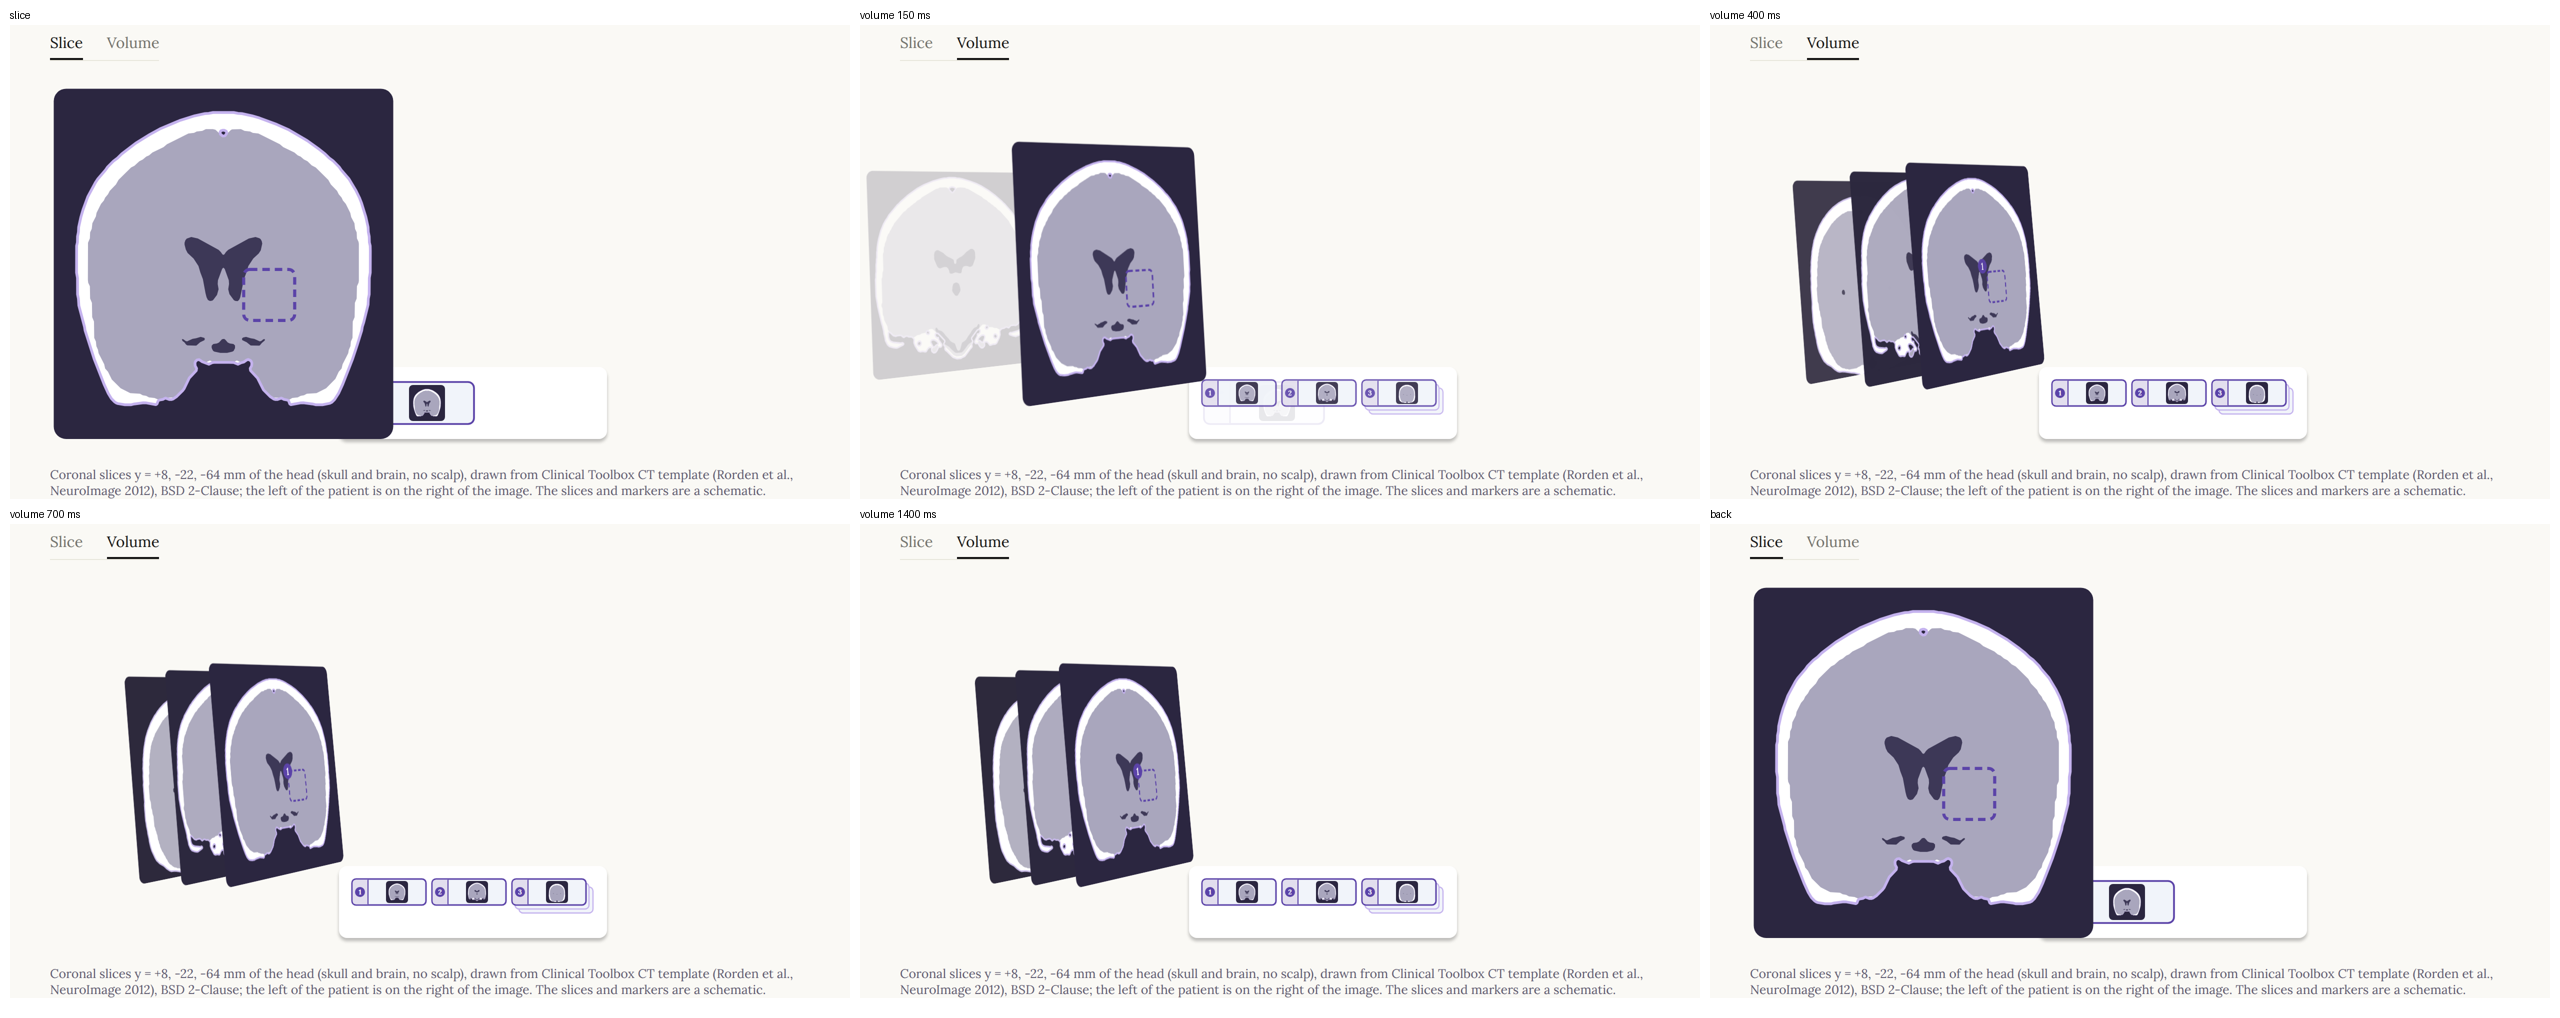 slice
Slice Volume
Coronal slices y = +8, -22, -64 mm of the head (skull and brain, no scalp), drawn from Clinical Toolbox CT template (Rorden et al.,
NeuroImage 2012), BSD 2-Clause; the left of the patient is on the right of the image. The slices and markers are a schematic.
volume 150 ms
Slice Volume
1 2 3
Coronal slices y = +8, -22, -64 mm of the head (skull and brain, no scalp), drawn from Clinical Toolbox CT template (Rorden et al.,
NeuroImage 2012), BSD 2-Clause; the left of the patient is on the right of the image. The slices and markers are a schematic.
volume 400 ms
Slice Volume
1
1 2 3
Coronal slices y = +8, -22, -64 mm of the head (skull and brain, no scalp), drawn from Clinical Toolbox CT template (Rorden et al.,
NeuroImage 2012), BSD 2-Clause; the left of the patient is on the right of the image. The slices and markers are a schematic.
volume 700 ms
Slice Volume
1
1 2 3
Coronal slices y = +8, -22, -64 mm of the head (skull and brain, no scalp), drawn from Clinical Toolbox CT template (Rorden et al.,
NeuroImage 2012), BSD 2-Clause; the left of the patient is on the right of the image. The slices and markers are a schematic.
volume 1400 ms
Slice Volume
1
1 2 3
Coronal slices y = +8, -22, -64 mm of the head (skull and brain, no scalp), drawn from Clinical Toolbox CT template (Rorden et al.,
NeuroImage 2012), BSD 2-Clause; the left of the patient is on the right of the image. The slices and markers are a schematic.
back
Slice Volume
Coronal slices y = +8, -22, -64 mm of the head (skull and brain, no scalp), drawn from Clinical Toolbox CT template (Rorden et al.,
NeuroImage 2012), BSD 2-Clause; the left of the patient is on the right of the image. The slices and markers are a schematic.